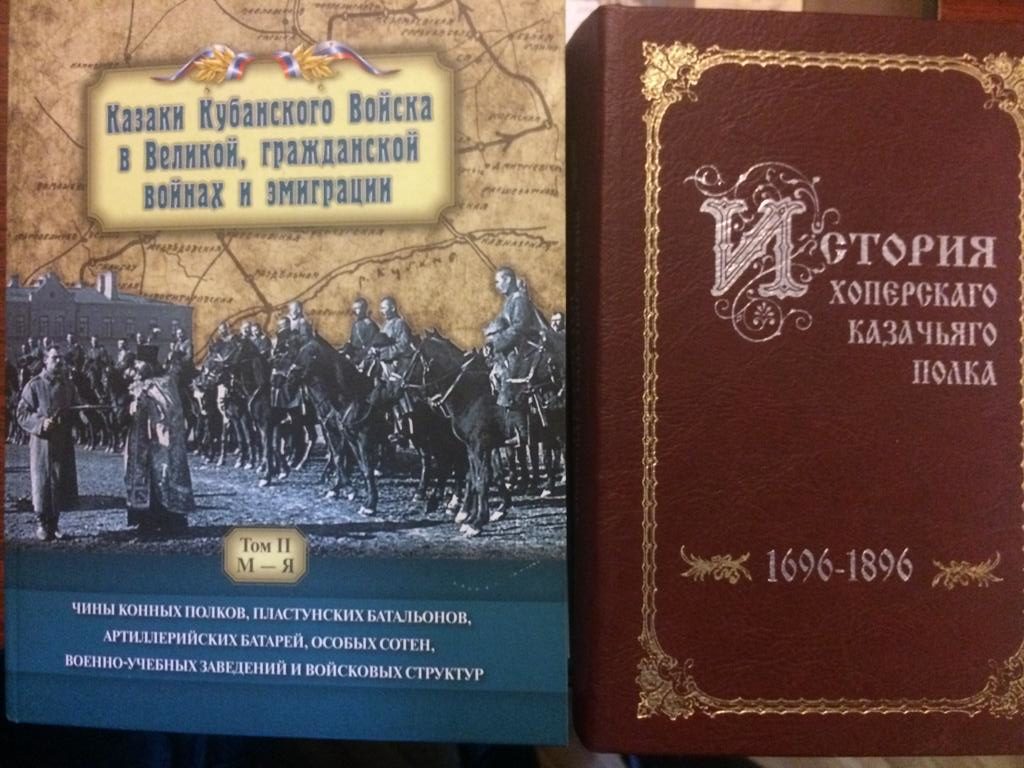 Казаки Кубанского Войска
в Великой, гражданской
войнах и эмиграции
Том II
М – Я
ЧИНЫ КОННЫХ ПОЛКОВ, ПЛАСТУНСКИХ БАТАЛЬОНОВ,
АРТИЛЛЕРИЙСКИХ БАТАРЕЙ, ОСОБЫХ СОТЕН,
ВОЕННО-УЧЕБНЫХ ЗАВЕДЕНИЙ И ВОЙСКОВЫХ СТРУКТУР
ИСТОРИЯ
ХОПЕРСКАГО
КАЗАЧЬЯГО
ПОЛКА
1696-1896